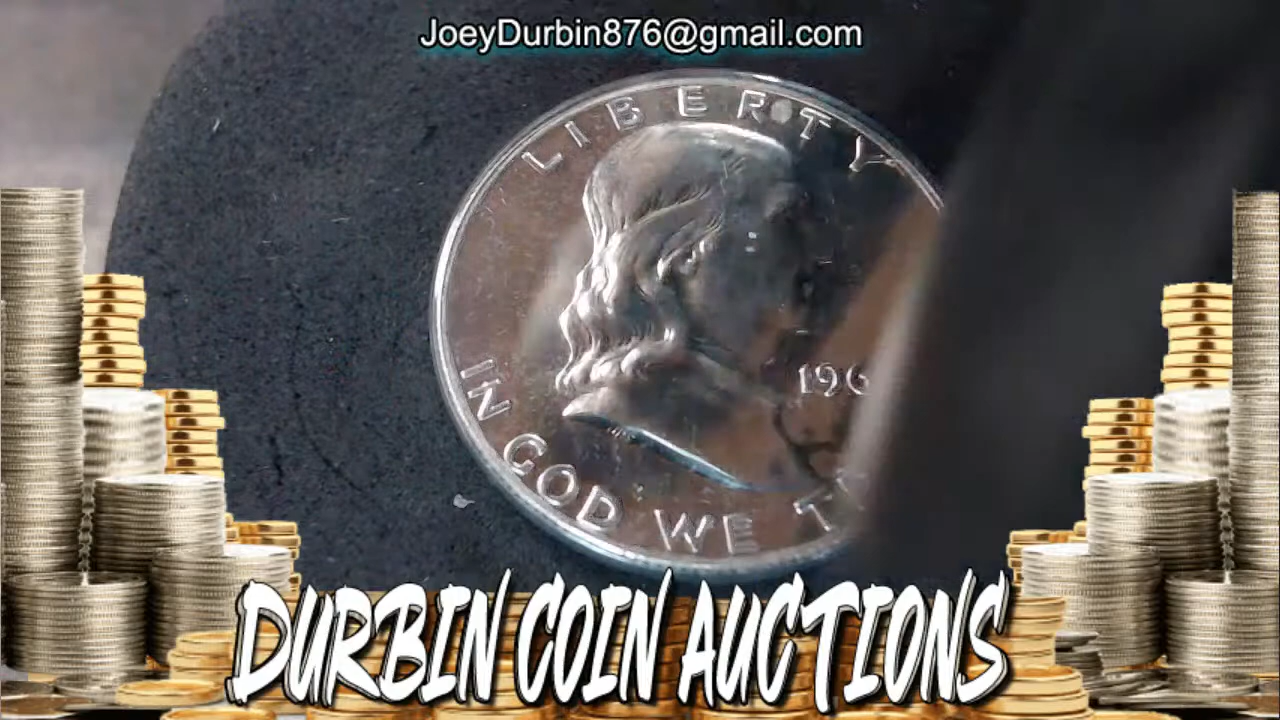 JoeyDurbin876@gmail.com
LIBERTY
196
IN GOD WE T
DURBIN COIN AUCTIONS